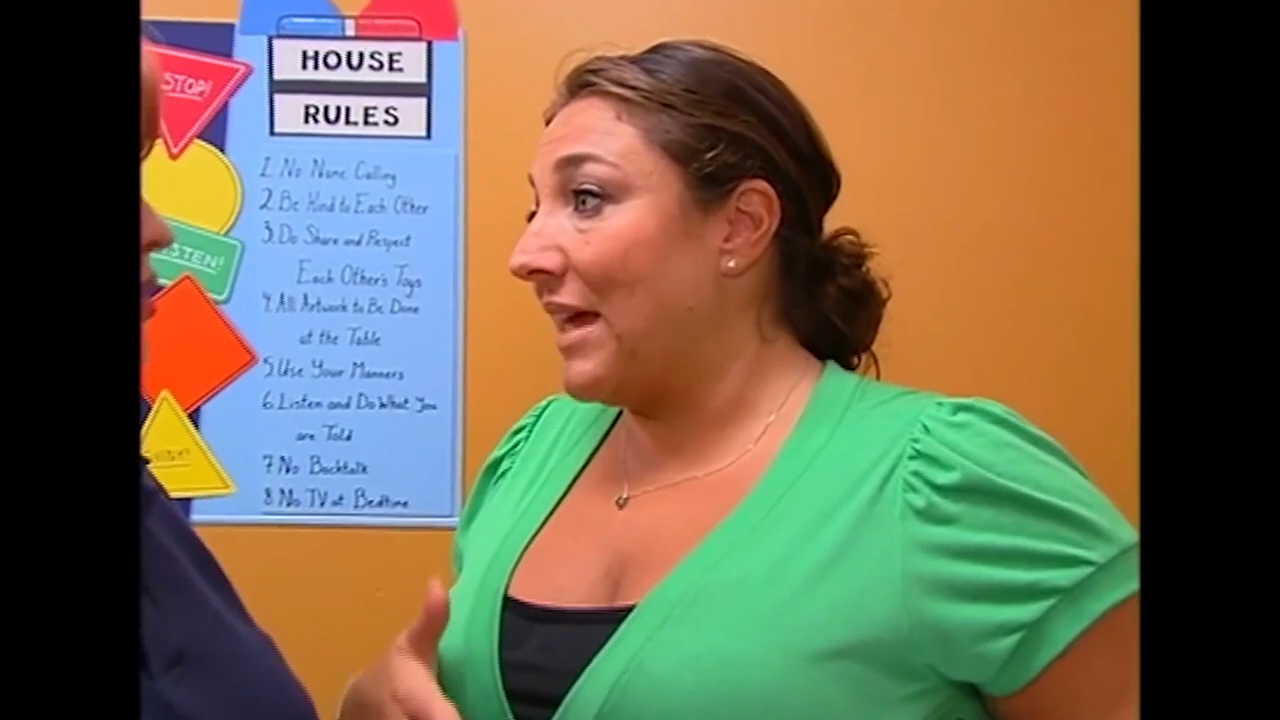 STOP!
HOUSE
RULES
1. No Name Calling
2. Be Kind to Each Other
3. Do Share and Respect
Each Other's Toys
4. All Artwork to Be Done
at the Table
5. Use Your Manners
6. Listen and Do What You
are Told
7. No Backtalk
8. No TV at Bedtime
ISTEN!